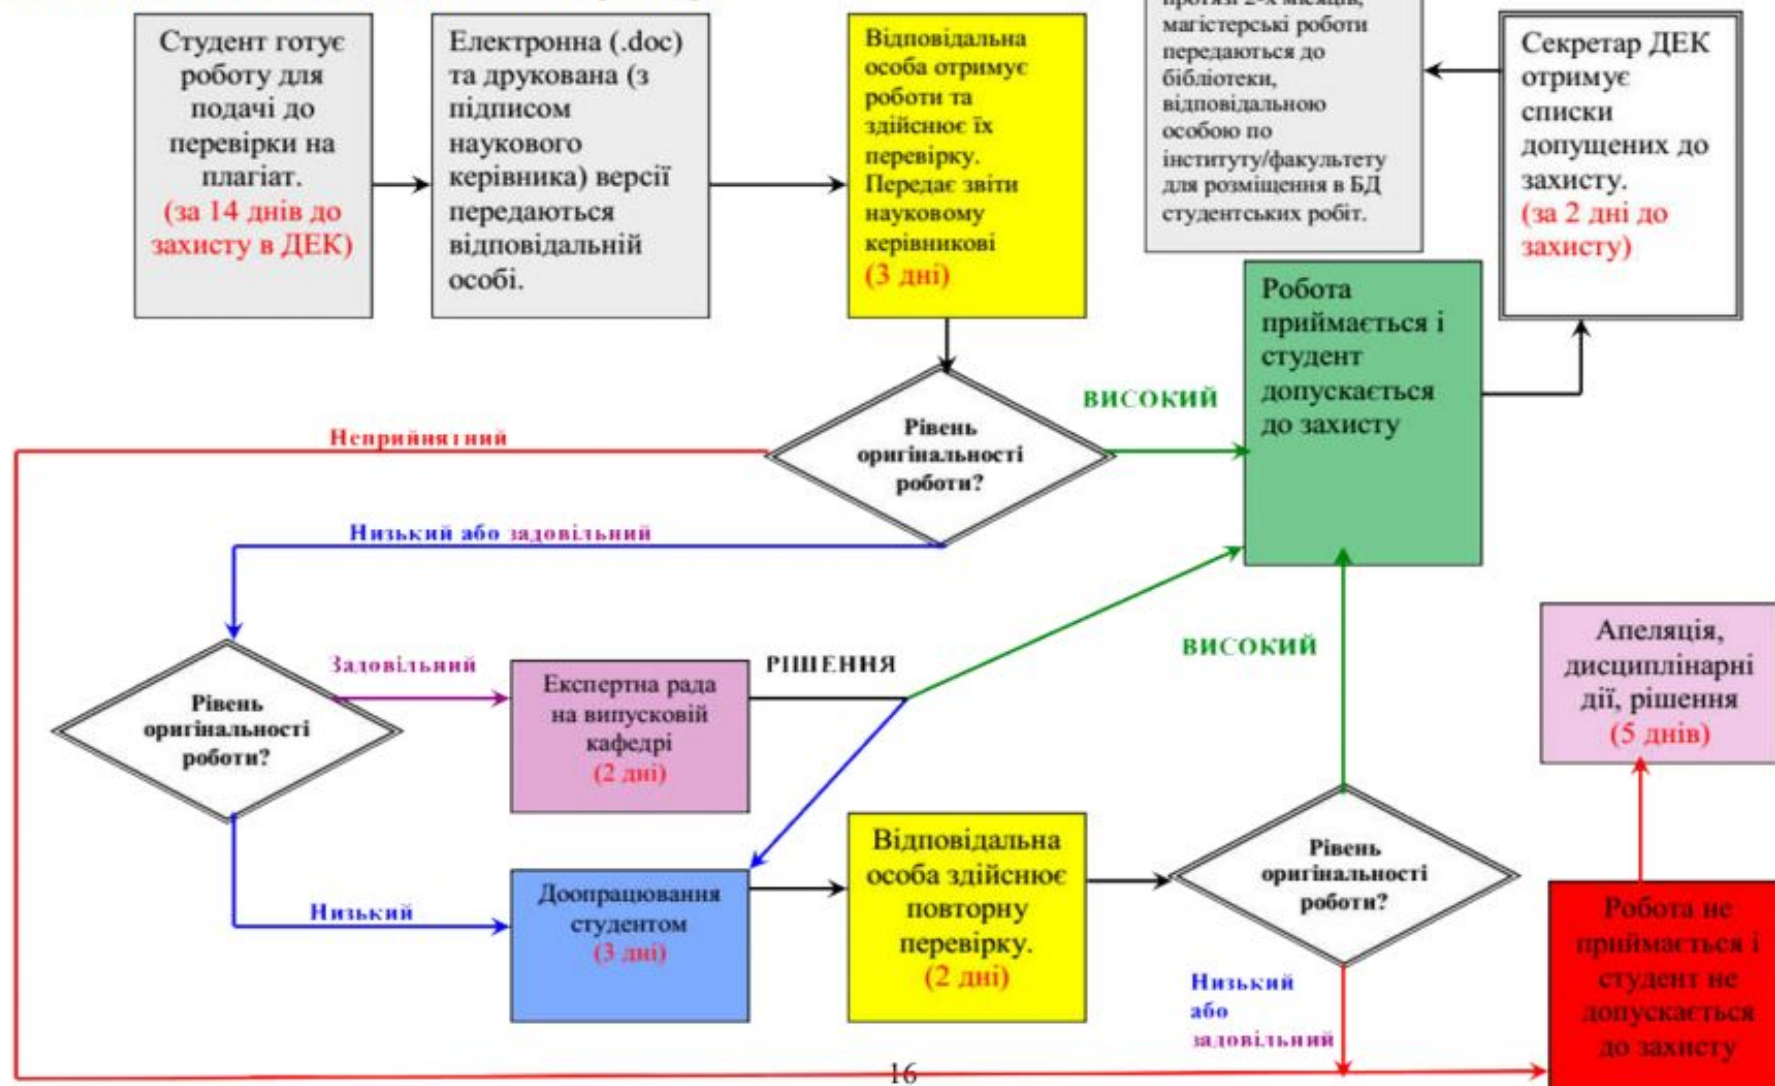 Студент готує
роботу для
подачі до
перевірки на
плагіат.
(за 14 днів до
захисту в ДЕК)
Електронна (.doc)
та друкована (з
підписом
наукового
керівника) версії
передаються
відповідальній
особі.
Відповідальна
особа отримує
роботи та
здійснює їх
перевірку.
Передає звіти
науковому
керівникові
(3 дні)
протязі 2-х місяців,
магістерські роботи
передаються до
бібліотеки,
відповідальною
особою по
інституту/факультету
для розміщення в БД
студентських робіт.
Секретар ДЕК
отримує
списки
допущених до
захисту.
(за 2 дні до
захисту)
Робота
приймається і
студент
допускається
до захисту
ВИСОКИЙ
Рівень
оригінальності
роботи?
Неприйнятний
Низький або задовільний
Рівень
оригінальності
роботи?
Задовільний
Експертна рада
на випусковій
кафедрі
(2 дні)
РІШЕННЯ
ВИСОКИЙ
Апеляція,
дисциплінарні
дії, рішення
(5 днів)
Низький
Доопрацювання
студентом
(3 дні)
Відповідальна
особа здійснює
повторну
перевірку.
(2 дні)
Рівень
оригінальності
роботи?
Низький
або
задовільний
Робота не
приймається і
студент не
допускається
до захисту
16